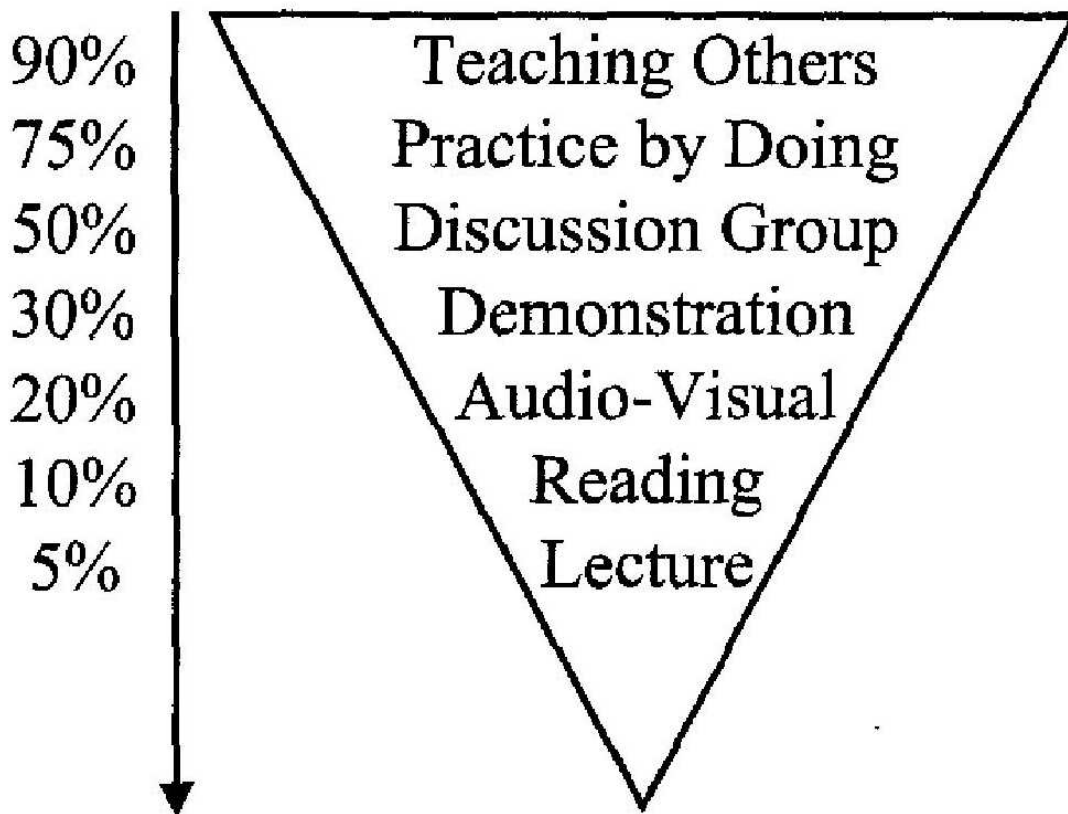 90% Teaching Others
75% Practice by Doing
50% Discussion Group
30% Demonstration
20% Audio-Visual
10% Reading
5% Lecture